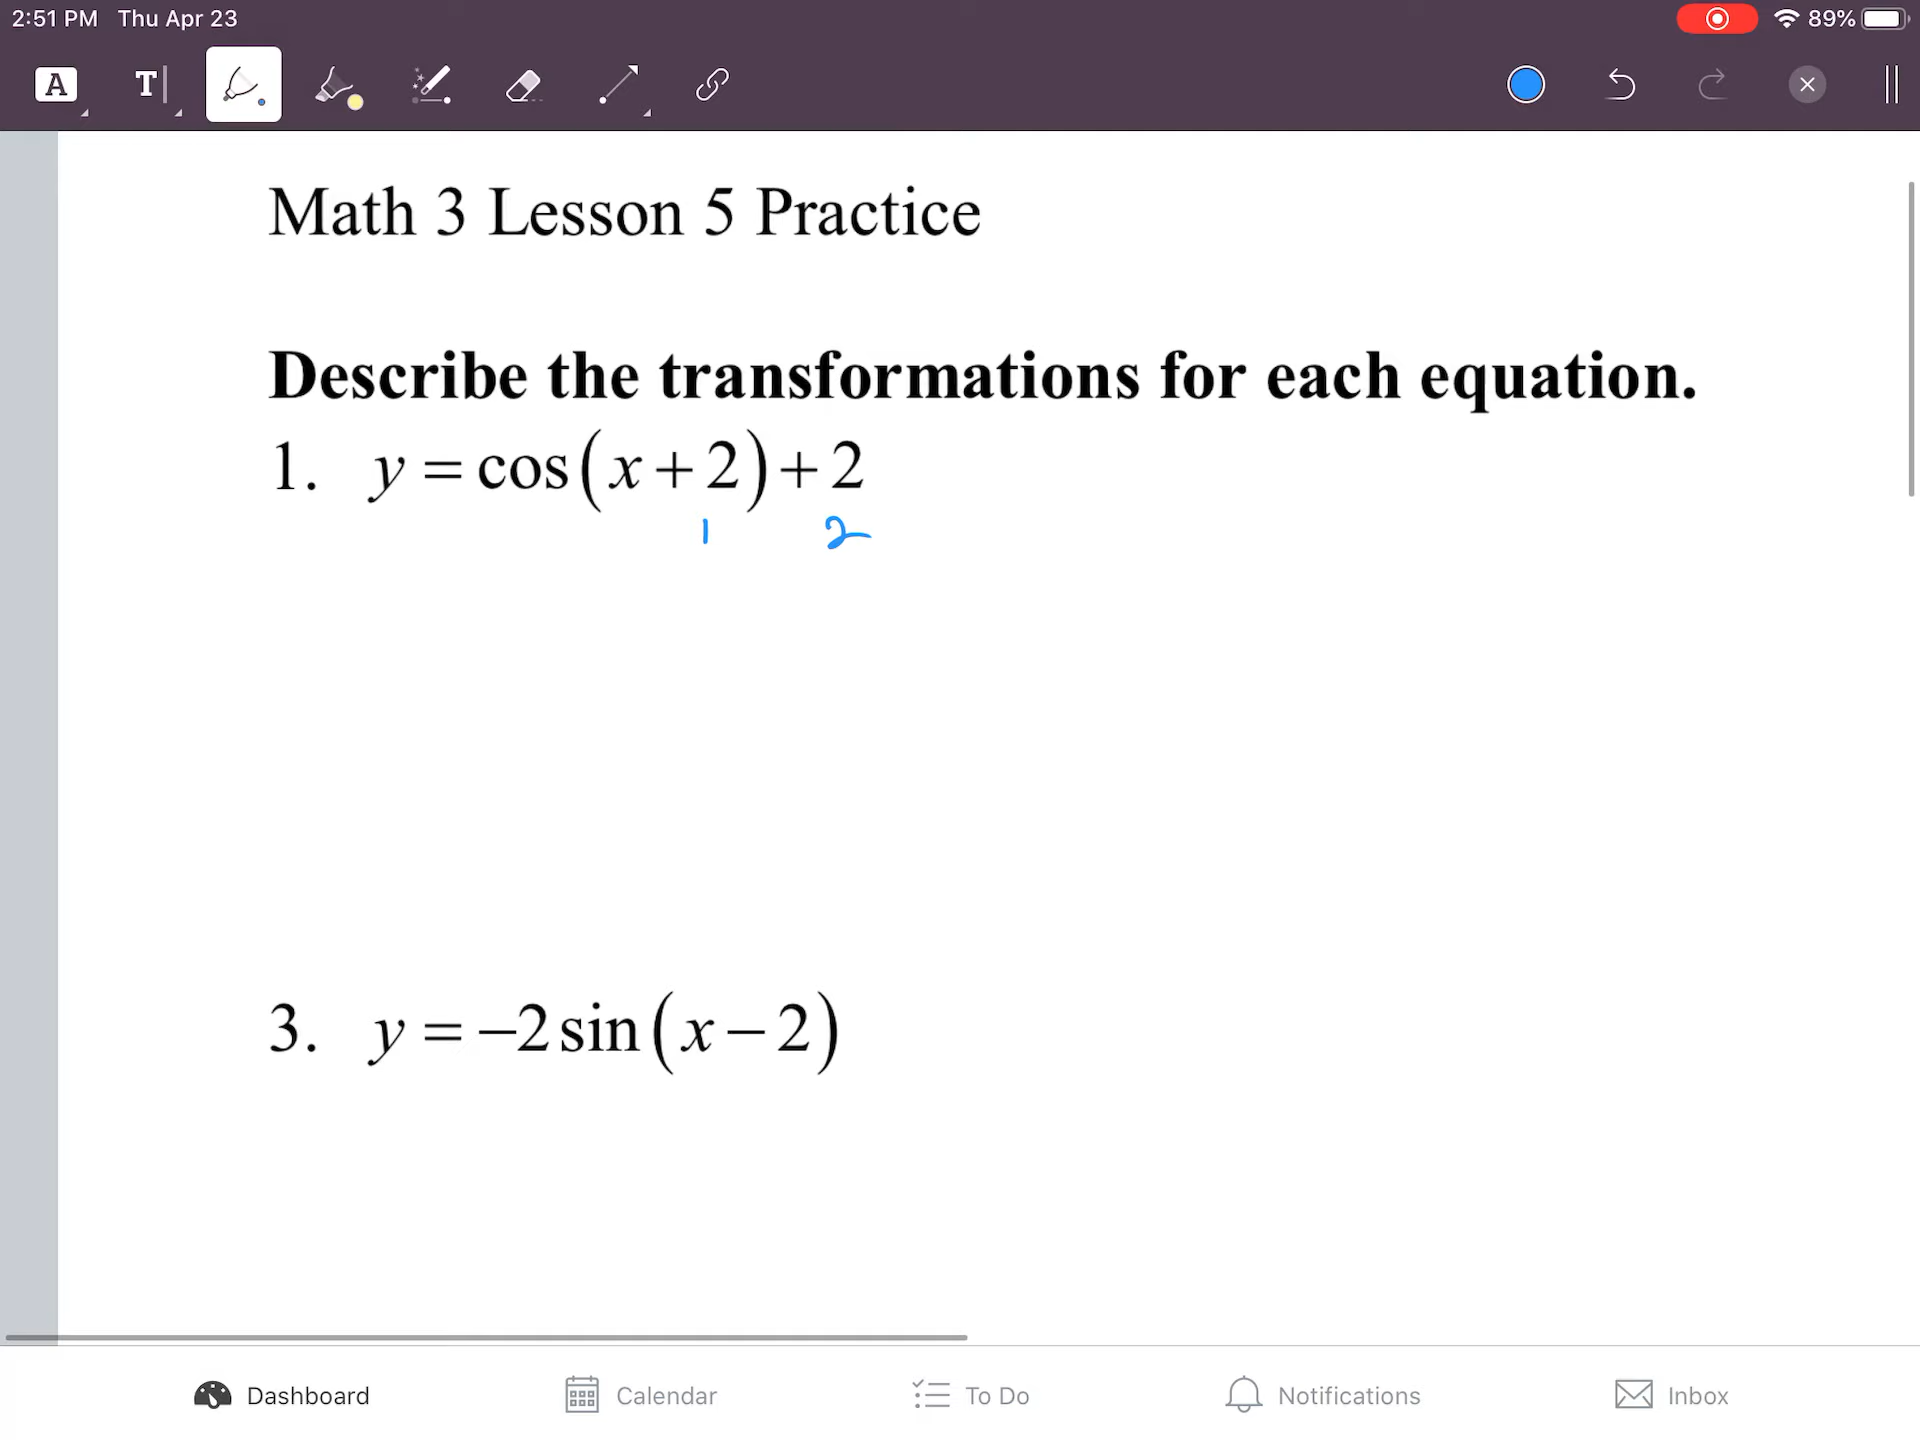 2:51 PM Thu Apr 23 89%
A T
Math 3 Lesson 5 Practice
Describe the transformations for each equation.
1. y = cos(x + 2) + 2
1 2
3. y = −2 sin(x − 2)
Dashboard Calendar To Do Notifications Inbox